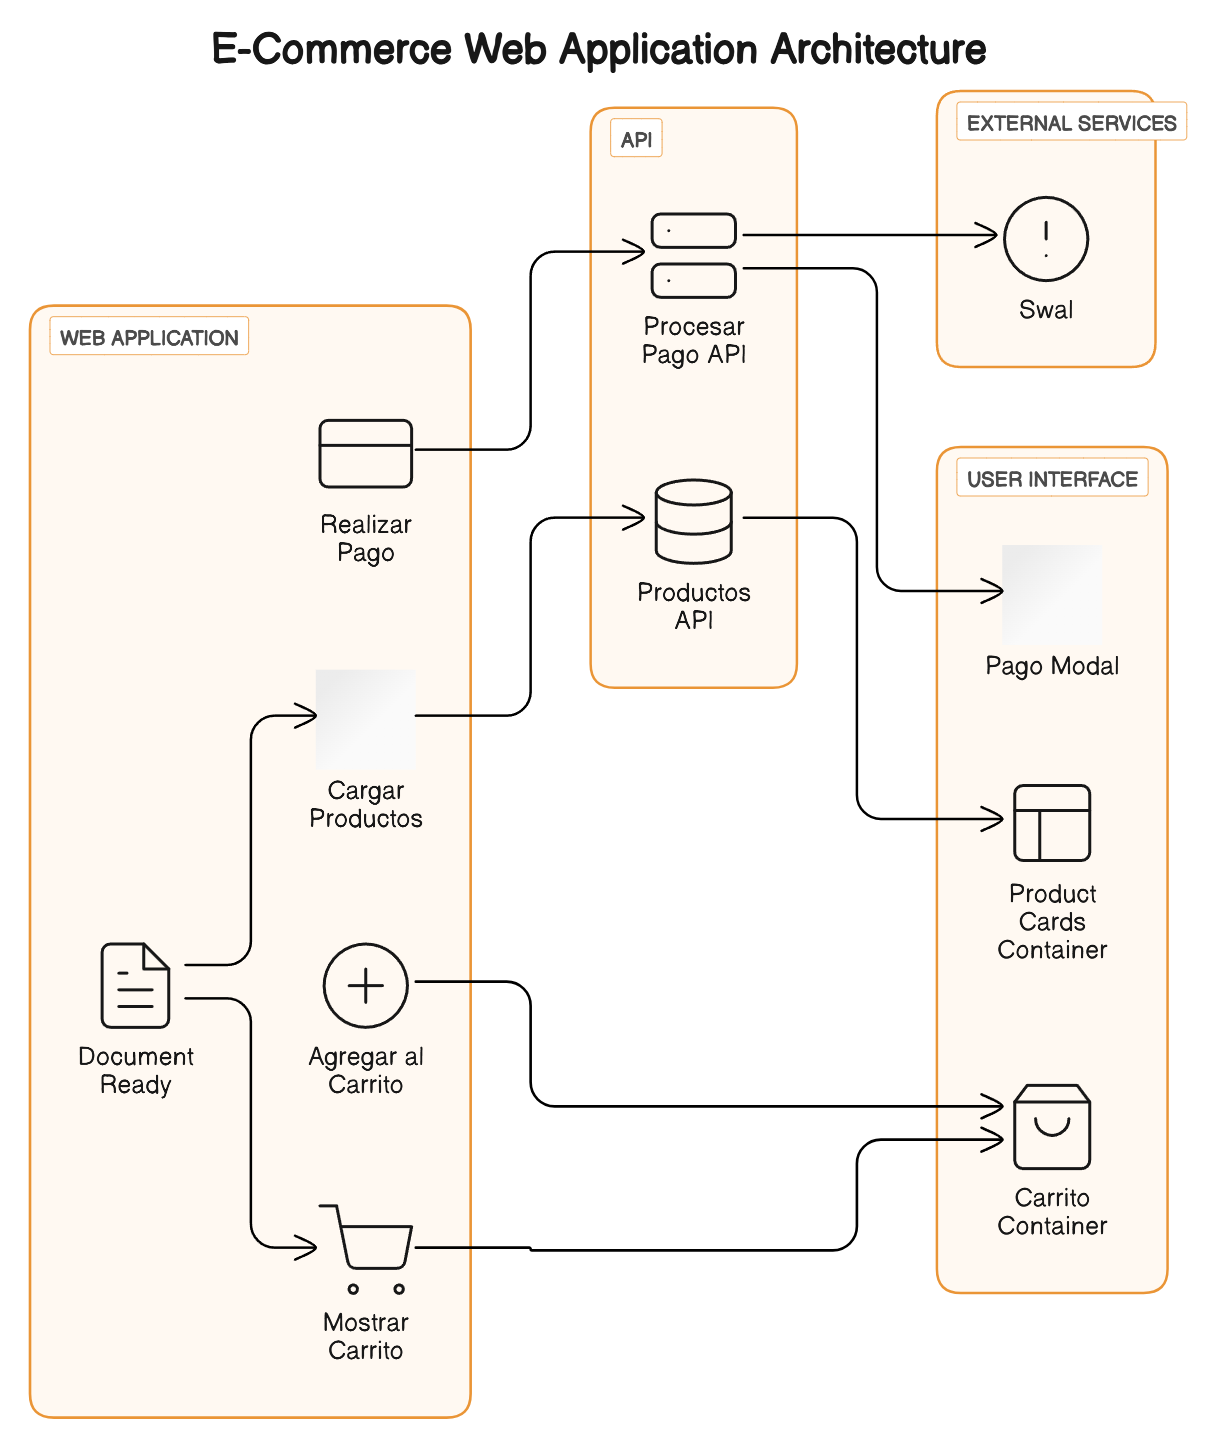 E-Commerce Web Application Architecture
WEB APPLICATION
Realizar
Pago
Cargar
Productos
Document
Ready
Agregar al
Carrito
Mostrar
Carrito
API
Procesar
Pago API
Productos
API
EXTERNAL SERVICES
Swal
USER INTERFACE
Pago Modal
Product
Cards
Container
Carrito
Container